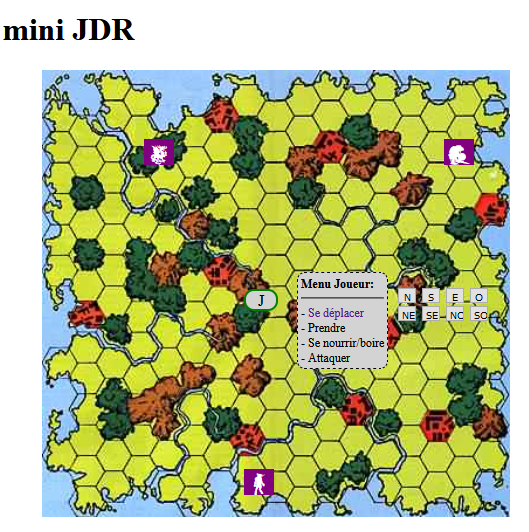 mini JDR
Menu Joueur:
- Se déplacer
- Prendre
- Se nourrir/boire
- Attaquer
J
N S E O
NE SE NO SO